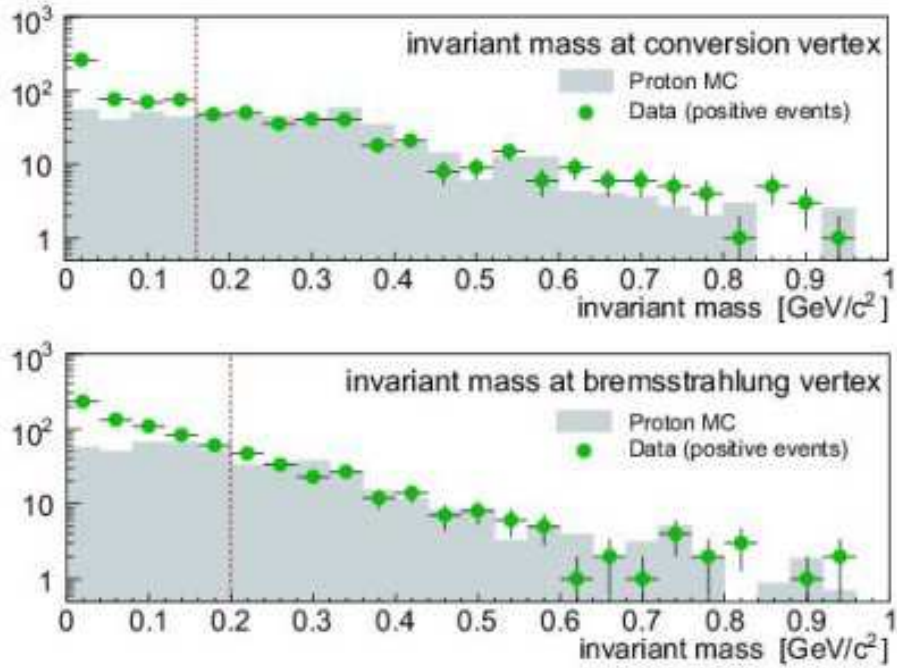 10³
invariant mass at conversion vertex
Proton MC
10²
Data (positive events)
10
1
0 0.1 0.2 0.3 0.4 0.5 0.6 0.7 0.8 0.9 1
invariant mass [GeV/c²]
10³
invariant mass at bremsstrahlung vertex
Proton MC
10²
Data (positive events)
10
1
0 0.1 0.2 0.3 0.4 0.5 0.6 0.7 0.8 0.9 1
invariant mass [GeV/c²]